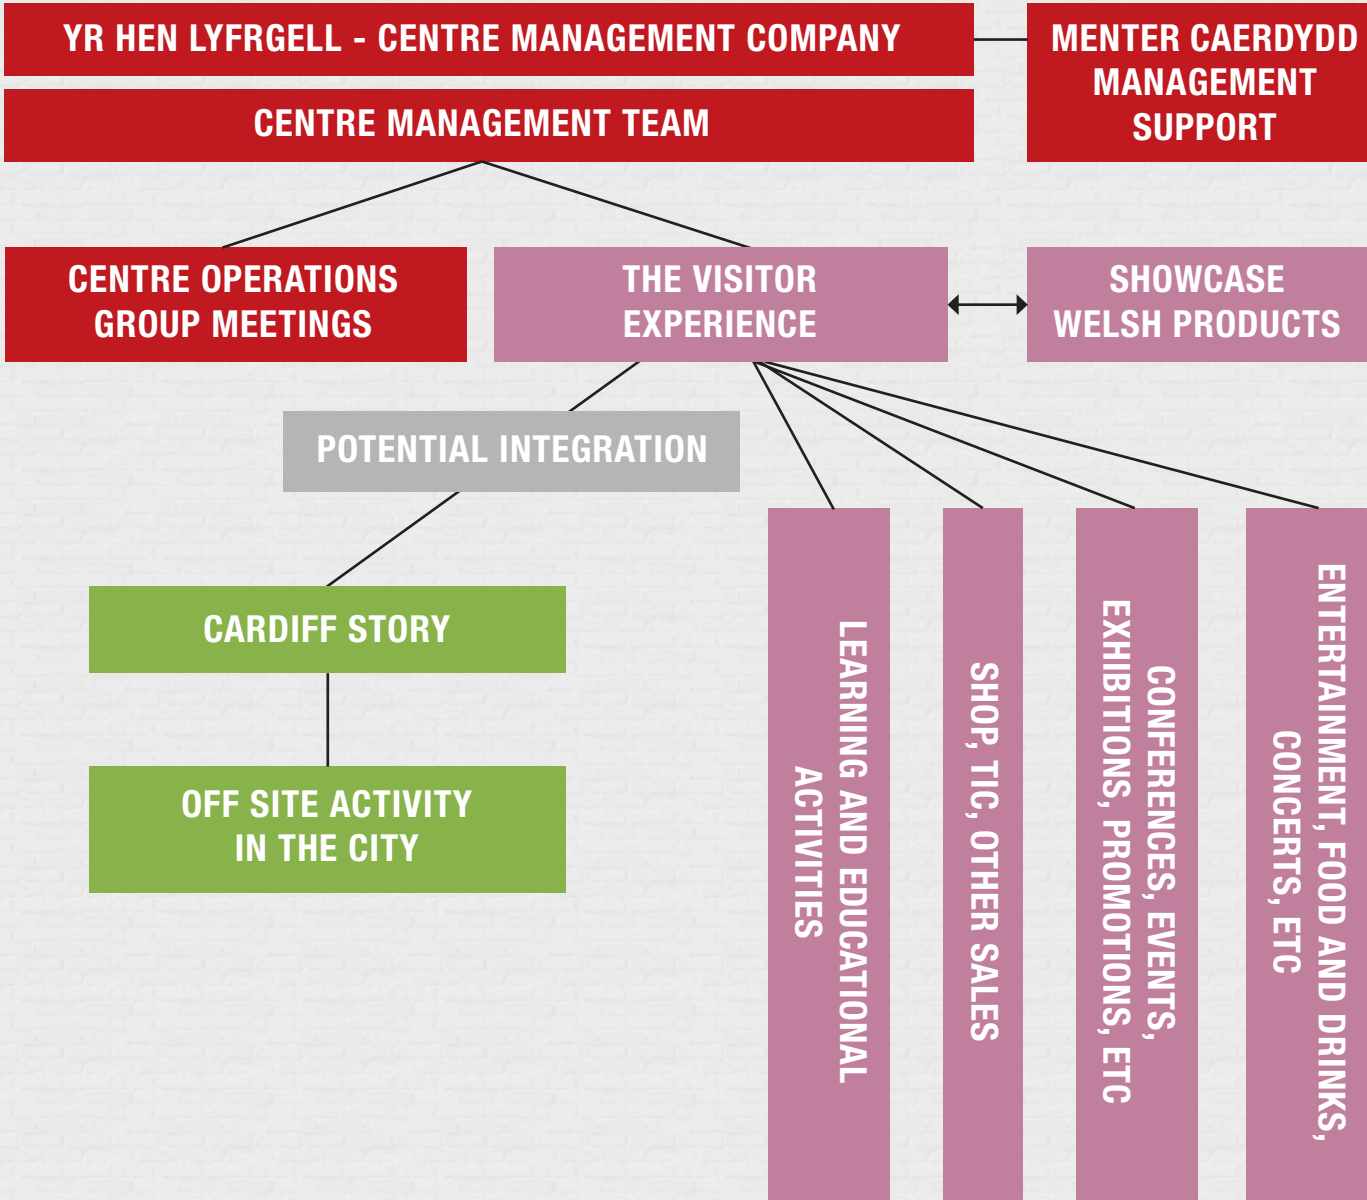 YR HEN LYFRGELL - CENTRE MANAGEMENT COMPANY
MENTER CAERDYDD
MANAGEMENT
SUPPORT
CENTRE MANAGEMENT TEAM
CENTRE OPERATIONS
GROUP MEETINGS
THE VISITOR
EXPERIENCE
SHOWCASE
WELSH PRODUCTS
POTENTIAL INTEGRATION
CARDIFF STORY
OFF SITE ACTIVITY
IN THE CITY
LEARNING AND EDUCATIONAL
ACTIVITIES
SHOP, TIC, OTHER SALES
CONFERENCES, EVENTS,
EXHIBITIONS, PROMOTIONS, ETC
ENTERTAINMENT, FOOD AND DRINKS,
CONCERTS, ETC